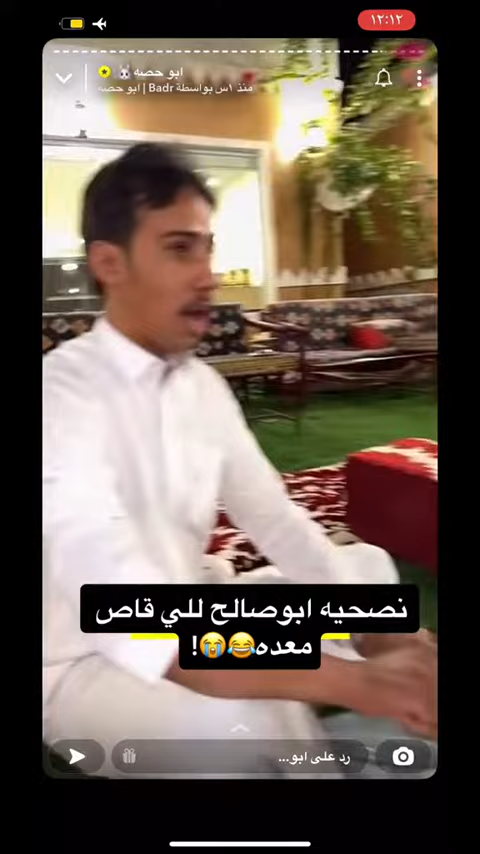 ١٢:١٢
ابو حصه🐰
منذ ١س بواسطة Badr | ابو حصه
نصحيه ابوصالح للي قاص
معده😂😭!
رد على ابو...